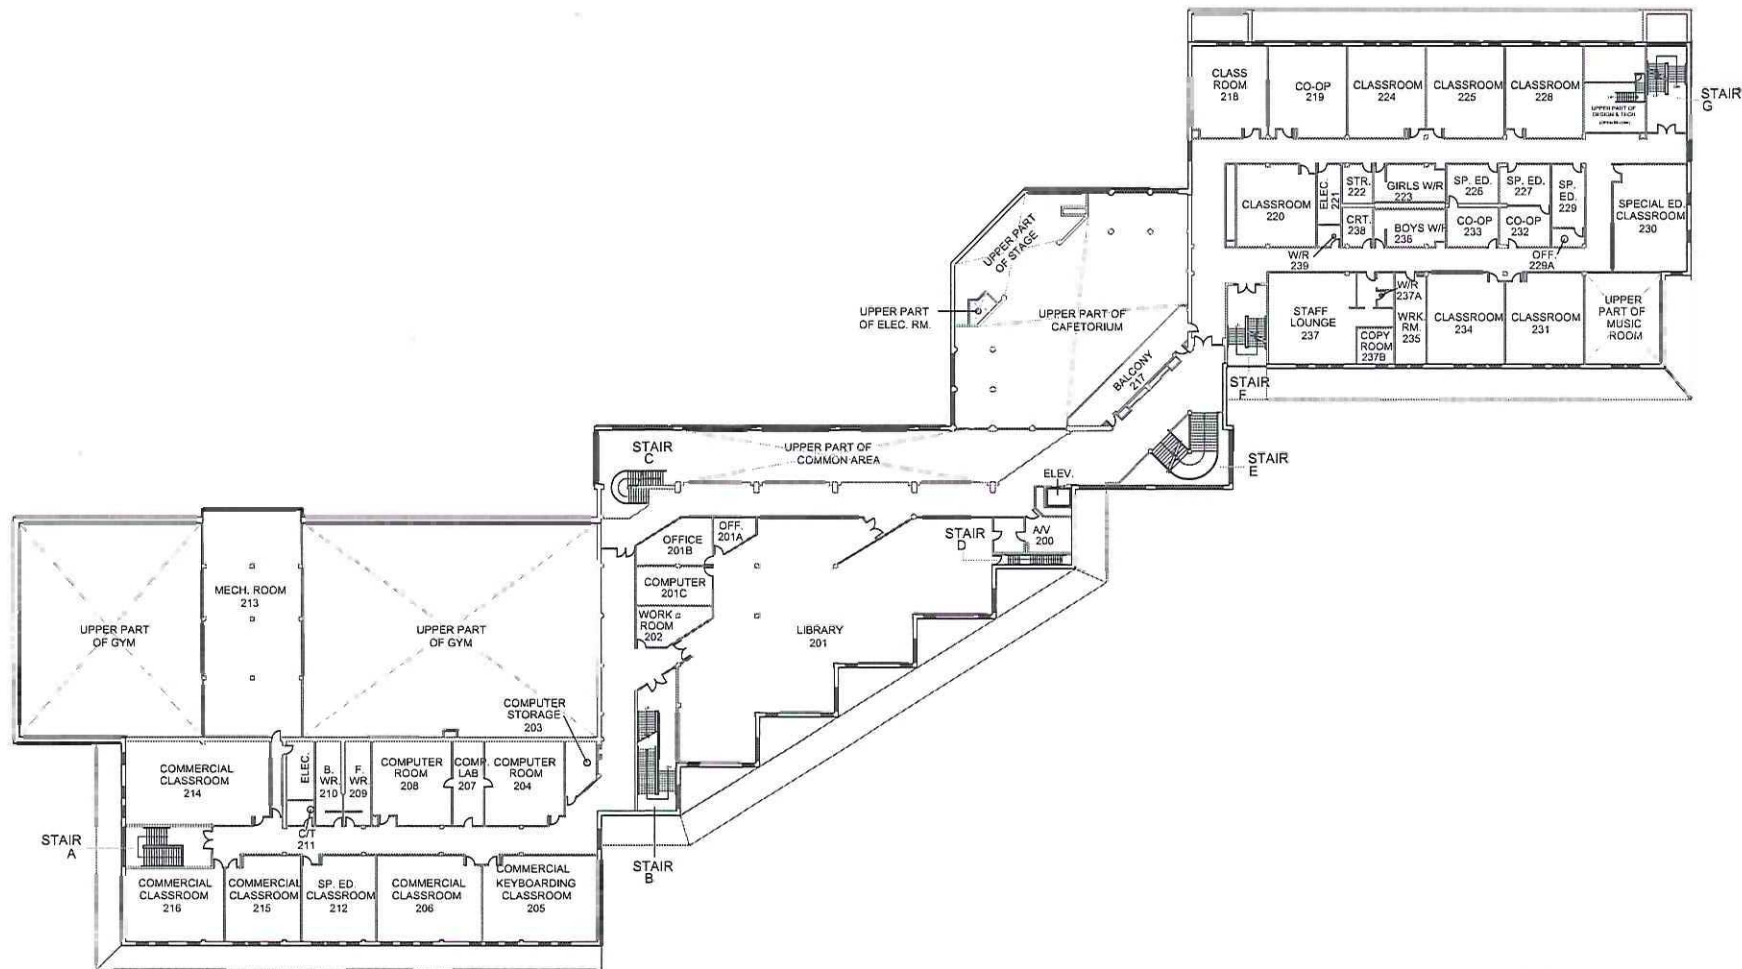 CLASS
ROOM
218
CO-OP
219
CLASSROOM
224
CLASSROOM
225
CLASSROOM
228
UPPER PART OF
DESIGN & TECH
STAIR
G
CLASSROOM
220
ELEC.
221
STR.
222
GIRLS W/R
223
SP. ED.
226
SP. ED.
227
SP.
ED.
229
SPECIAL ED.
CLASSROOM
230
CRT.
238
BOYS W/R
236
CO-OP
233
CO-OP
232
W/R
239
OFF.
229A
STAFF
LOUNGE
237
W/R
237A
COPY
ROOM
237B
WRK.
RM.
235
CLASSROOM
234
CLASSROOM
231
UPPER
PART OF
MUSIC
ROOM
STAIR
F
UPPER PART
OF STAGE
UPPER PART
OF ELEC. RM.
UPPER PART OF
CAFETORIUM
BALCONY
217
STAIR
C
UPPER PART OF
COMMON AREA
STAIR
E
ELEV.
A/V
200
STAIR
D
OFF.
201A
OFFICE
201B
COMPUTER
201C
WORK
ROOM
202
LIBRARY
201
UPPER PART
OF GYM
MECH. ROOM
213
UPPER PART
OF GYM
COMPUTER
STORAGE
203
COMMERCIAL
CLASSROOM
214
ELEC.
B.
WR.
210
F.
WR.
209
COMPUTER
ROOM
208
COMP.
LAB
207
COMPUTER
ROOM
204
C/T
211
STAIR
A
STAIR
B
COMMERCIAL
CLASSROOM
216
COMMERCIAL
CLASSROOM
215
SP. ED.
CLASSROOM
212
COMMERCIAL
CLASSROOM
206
COMMERCIAL
KEYBOARDING
CLASSROOM
205